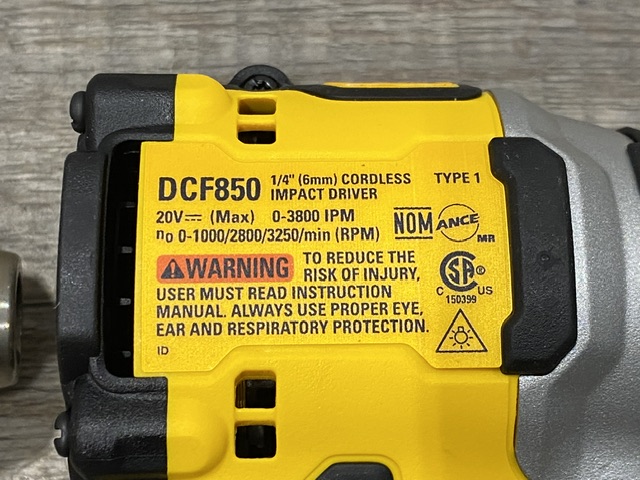 DCF850 1/4" (6mm) CORDLESS IMPACT DRIVER TYPE 1
20V⎓ (Max) 0-3800 IPM
n₀ 0-1000/2800/3250/min (RPM)
NOM ANCE MR
⚠WARNING TO REDUCE THE
RISK OF INJURY,
USER MUST READ INSTRUCTION
MANUAL. ALWAYS USE PROPER EYE,
EAR AND RESPIRATORY PROTECTION.
ID
CSA®
C US
150399